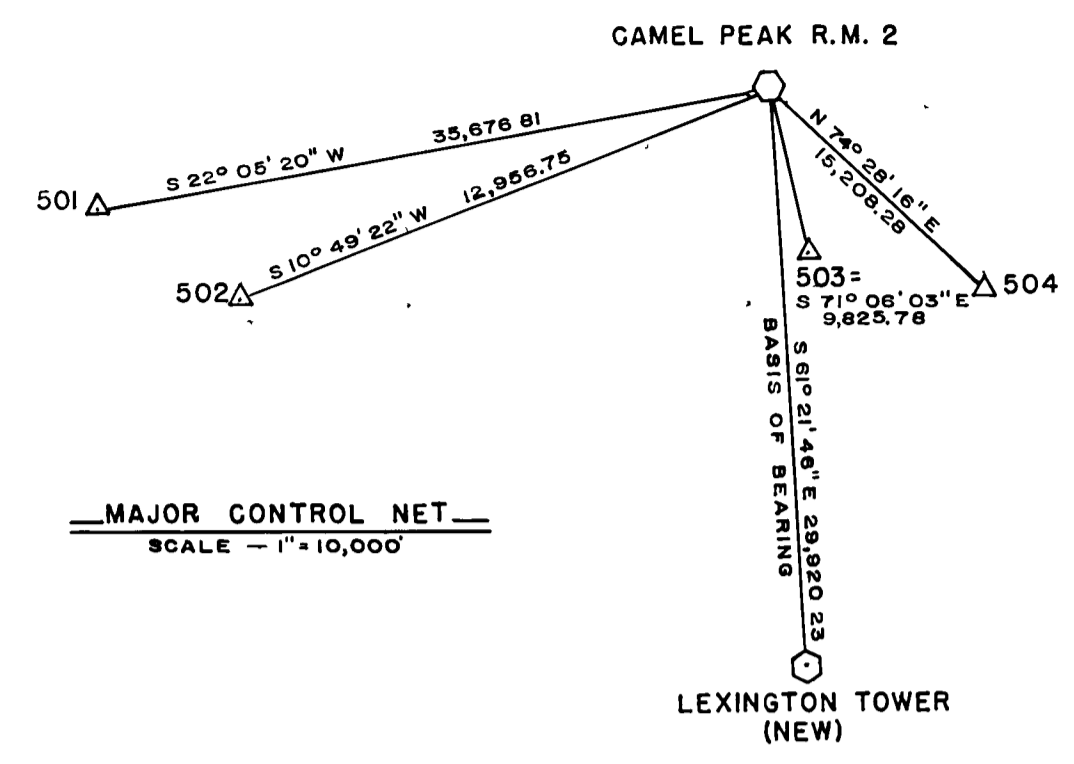 CAMEL PEAK R.M. 2
35,676 81
S 22° 05' 20" W
501
12,956.75
S 10° 49' 22" W
502
N 74° 28' 16" E
15,208.28
503 =
S 71° 06' 03" E
9,825.78
504
BASIS OF BEARING
S 61° 21' 46" E 29,920 23
MAJOR CONTROL NET
SCALE - 1" = 10,000'
LEXINGTON TOWER
(NEW)